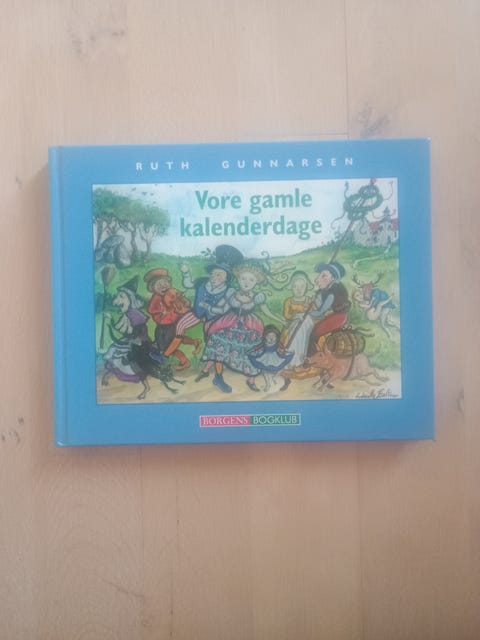 RUTH GUNNARSEN
Vore gamle
kalenderdage
BORGENS BOGKLUB